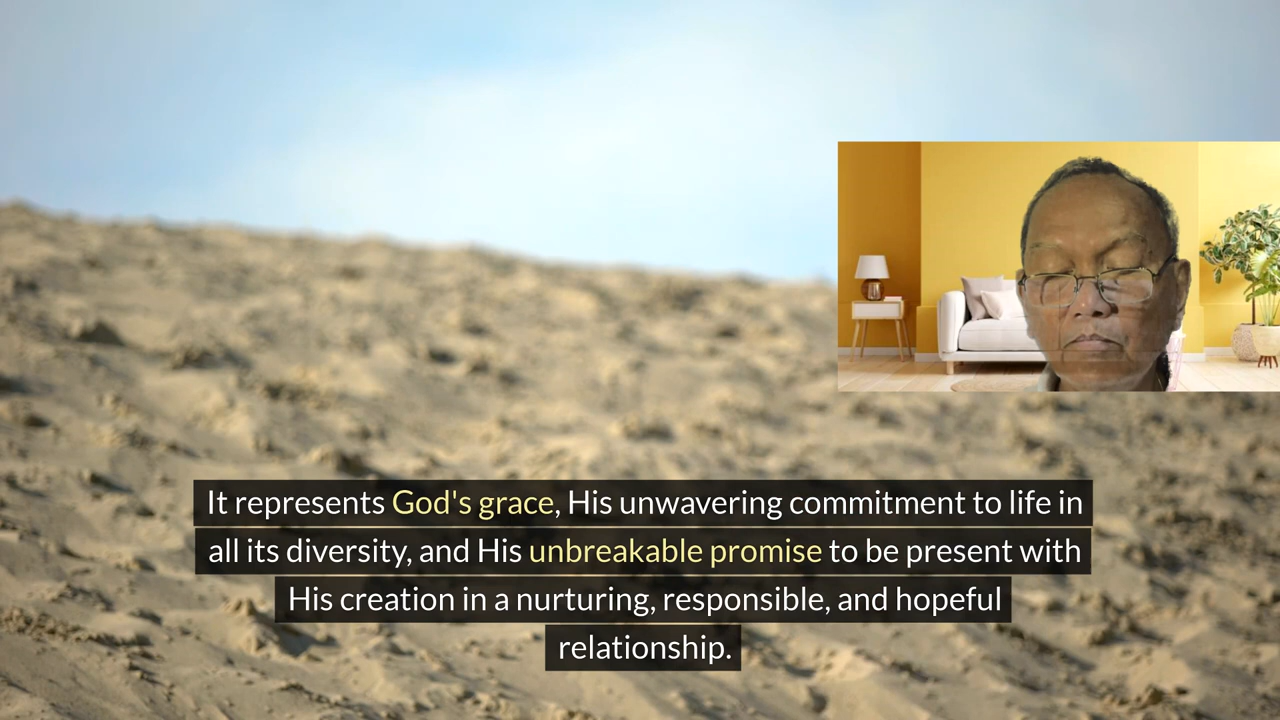 It represents God's grace, His unwavering commitment to life in
all its diversity, and His unbreakable promise to be present with
His creation in a nurturing, responsible, and hopeful
relationship.